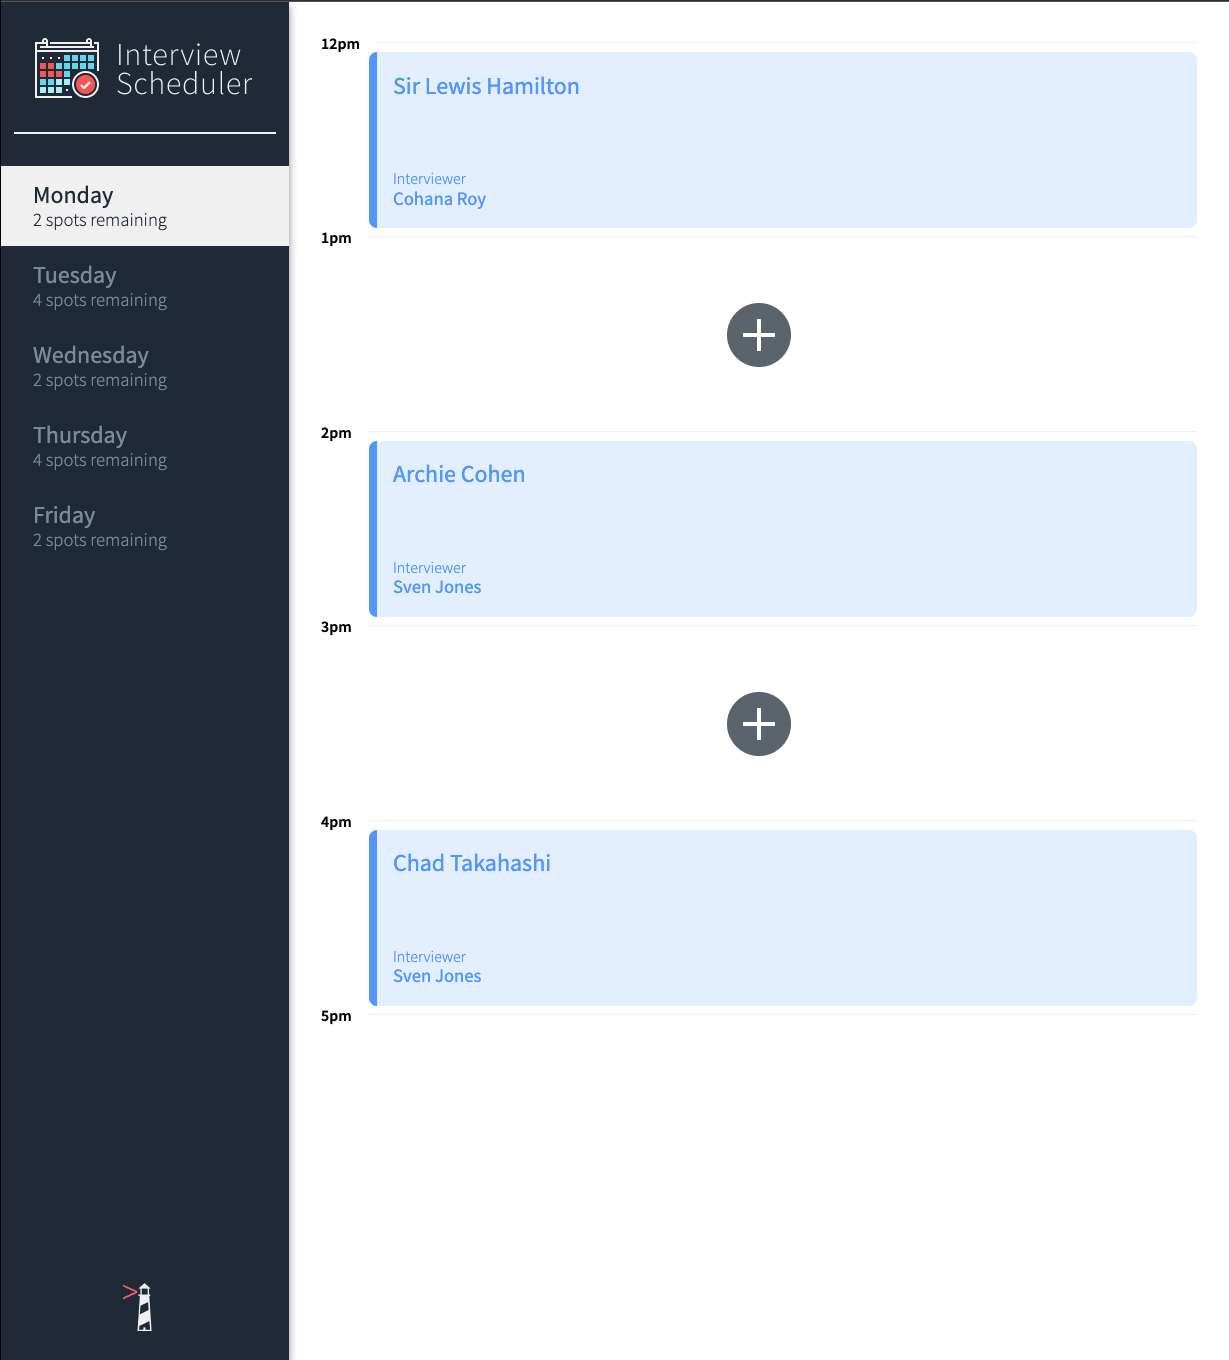 Interview
Scheduler
Monday
2 spots remaining
Tuesday
4 spots remaining
Wednesday
2 spots remaining
Thursday
4 spots remaining
Friday
2 spots remaining
12pm
Sir Lewis Hamilton
Interviewer
Cohana Roy
1pm
2pm
Archie Cohen
Interviewer
Sven Jones
3pm
4pm
Chad Takahashi
Interviewer
Sven Jones
5pm